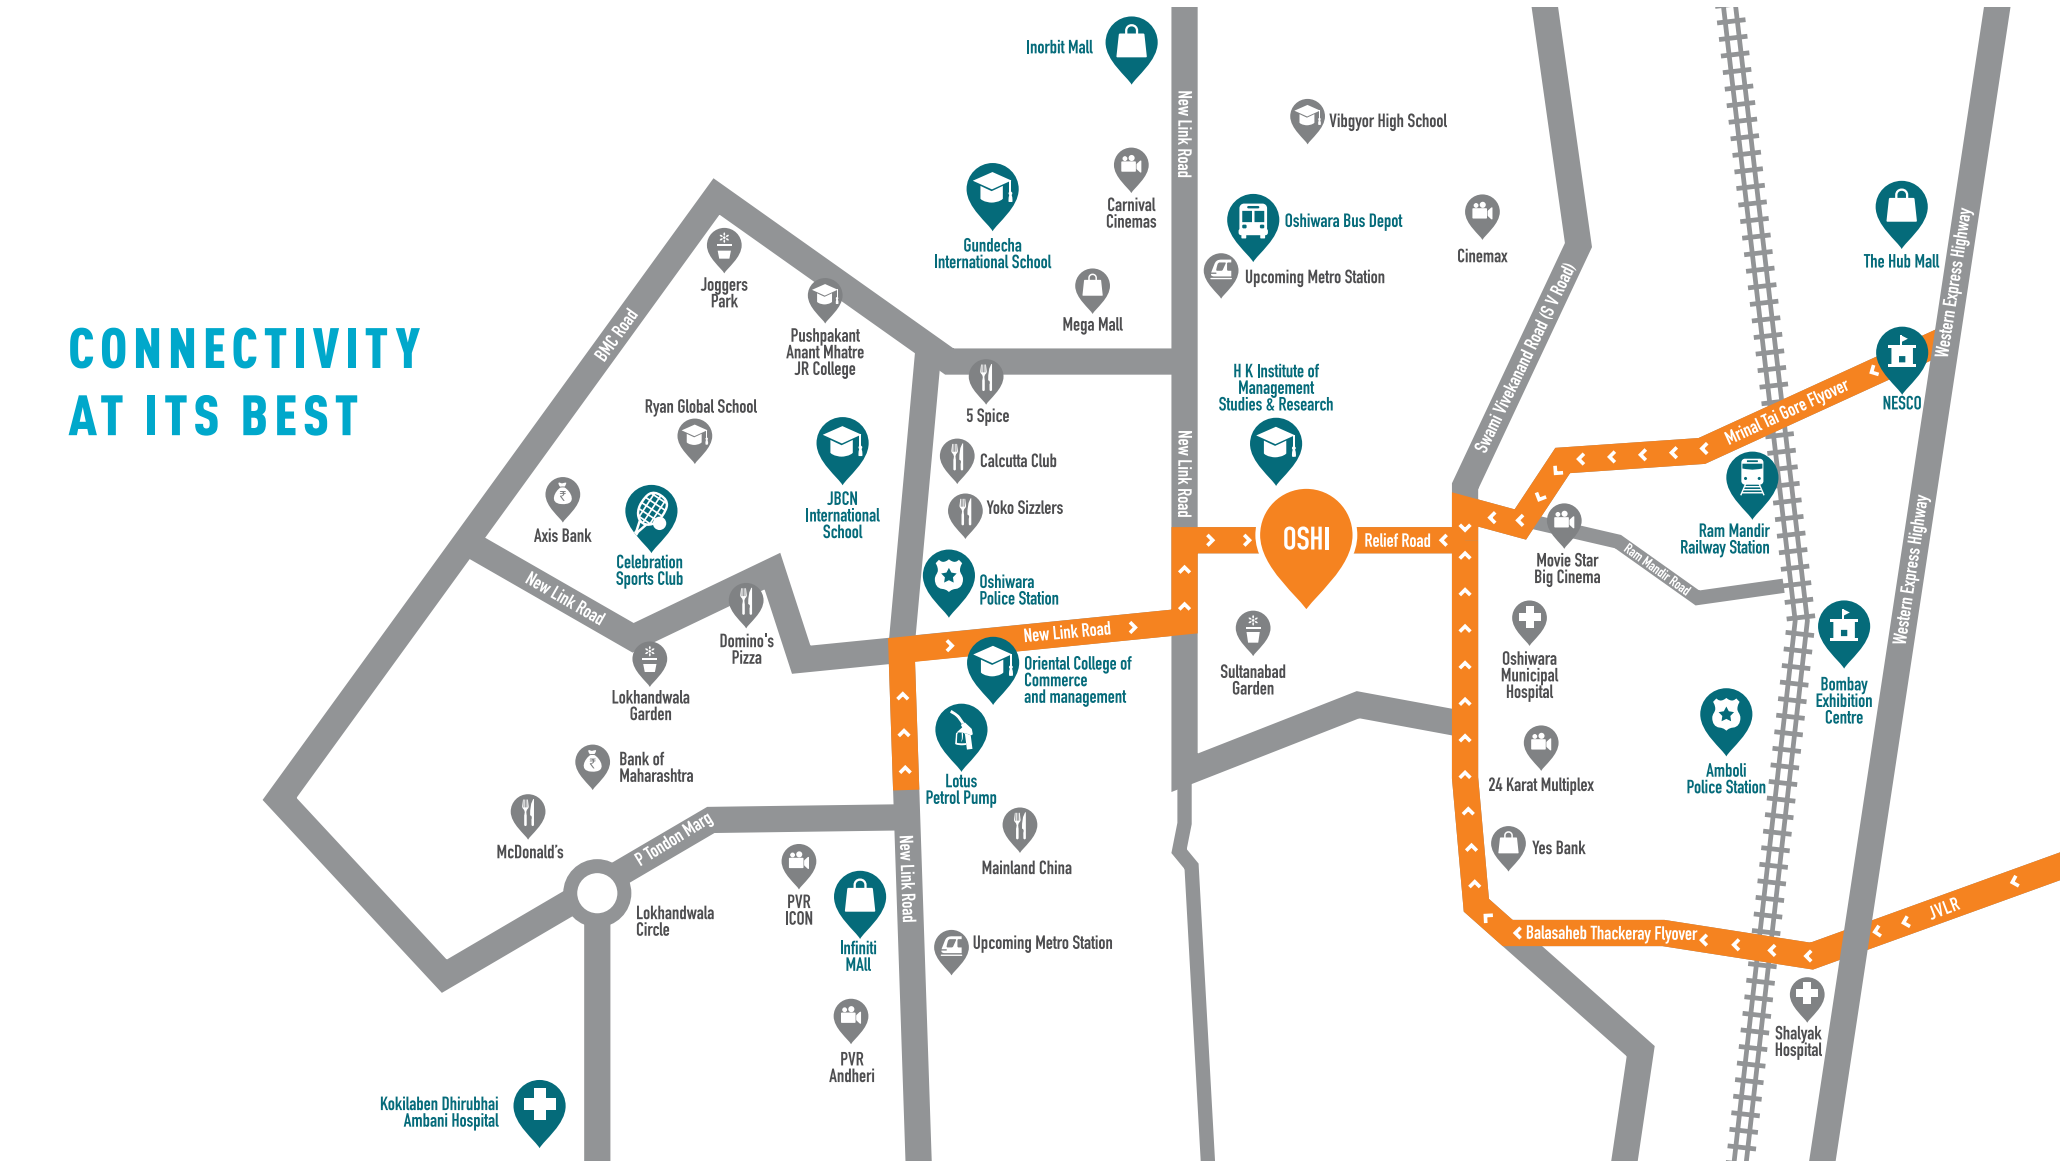 CONNECTIVITY
AT ITS BEST
Inorbit Mall
New Link Road
Vibgyor High School
Carnival
Cinemas
Gundecha
International School
Oshiwara Bus Depot
Upcoming Metro Station
Cinemax
Mega Mall
The Hub Mall
Western Express Highway
Joggers
Park
Pushpakant
Anant Mhatre
JR College
BMC Road
Swami Vivekanand Road (S V Road)
H K Institute of
Management
Studies & Research
5 Spice
Ryan Global School
Mrinal Tai Gore Flyover
NESCO
Calcutta Club
New Link Road
Yoko Sizzlers
JBCN
International
School
Axis Bank
Celebration
Sports Club
New Link Road
OSHI
Relief Road
Movie Star
Big Cinema
Ram Mandir Road
Ram Mandir
Railway Station
Western Express Highway
Oshiwara
Police Station
New Link Road
Domino's
Pizza
Oriental College of
Commerce
and management
Lokhandwala
Garden
Sultanabad
Garden
Oshiwara
Municipal
Hospital
Bombay
Exhibition
Centre
Bank of
Maharashtra
Lotus
Petrol Pump
24 Karat Multiplex
Amboli
Police Station
McDonald’s
P Tondon Marg
New Link Road
Mainland China
Yes Bank
PVR
ICON
Lokhandwala
Circle
Infiniti
MAll
Upcoming Metro Station
Balasaheb Thackeray Flyover
JVLR
Shalyak
Hospital
PVR
Andheri
Kokilaben Dhirubhai
Ambani Hospital